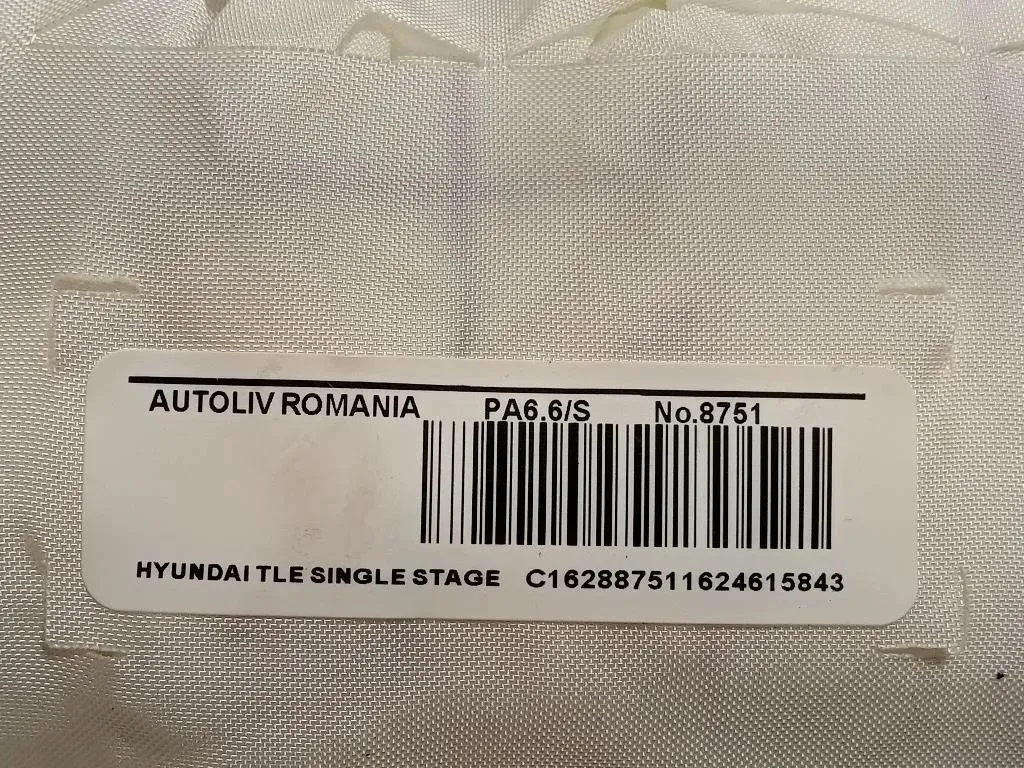 AUTOLIV ROMANIA PA6.6/S No.8751
HYUNDAI TLE SINGLE STAGE C162887511624615843